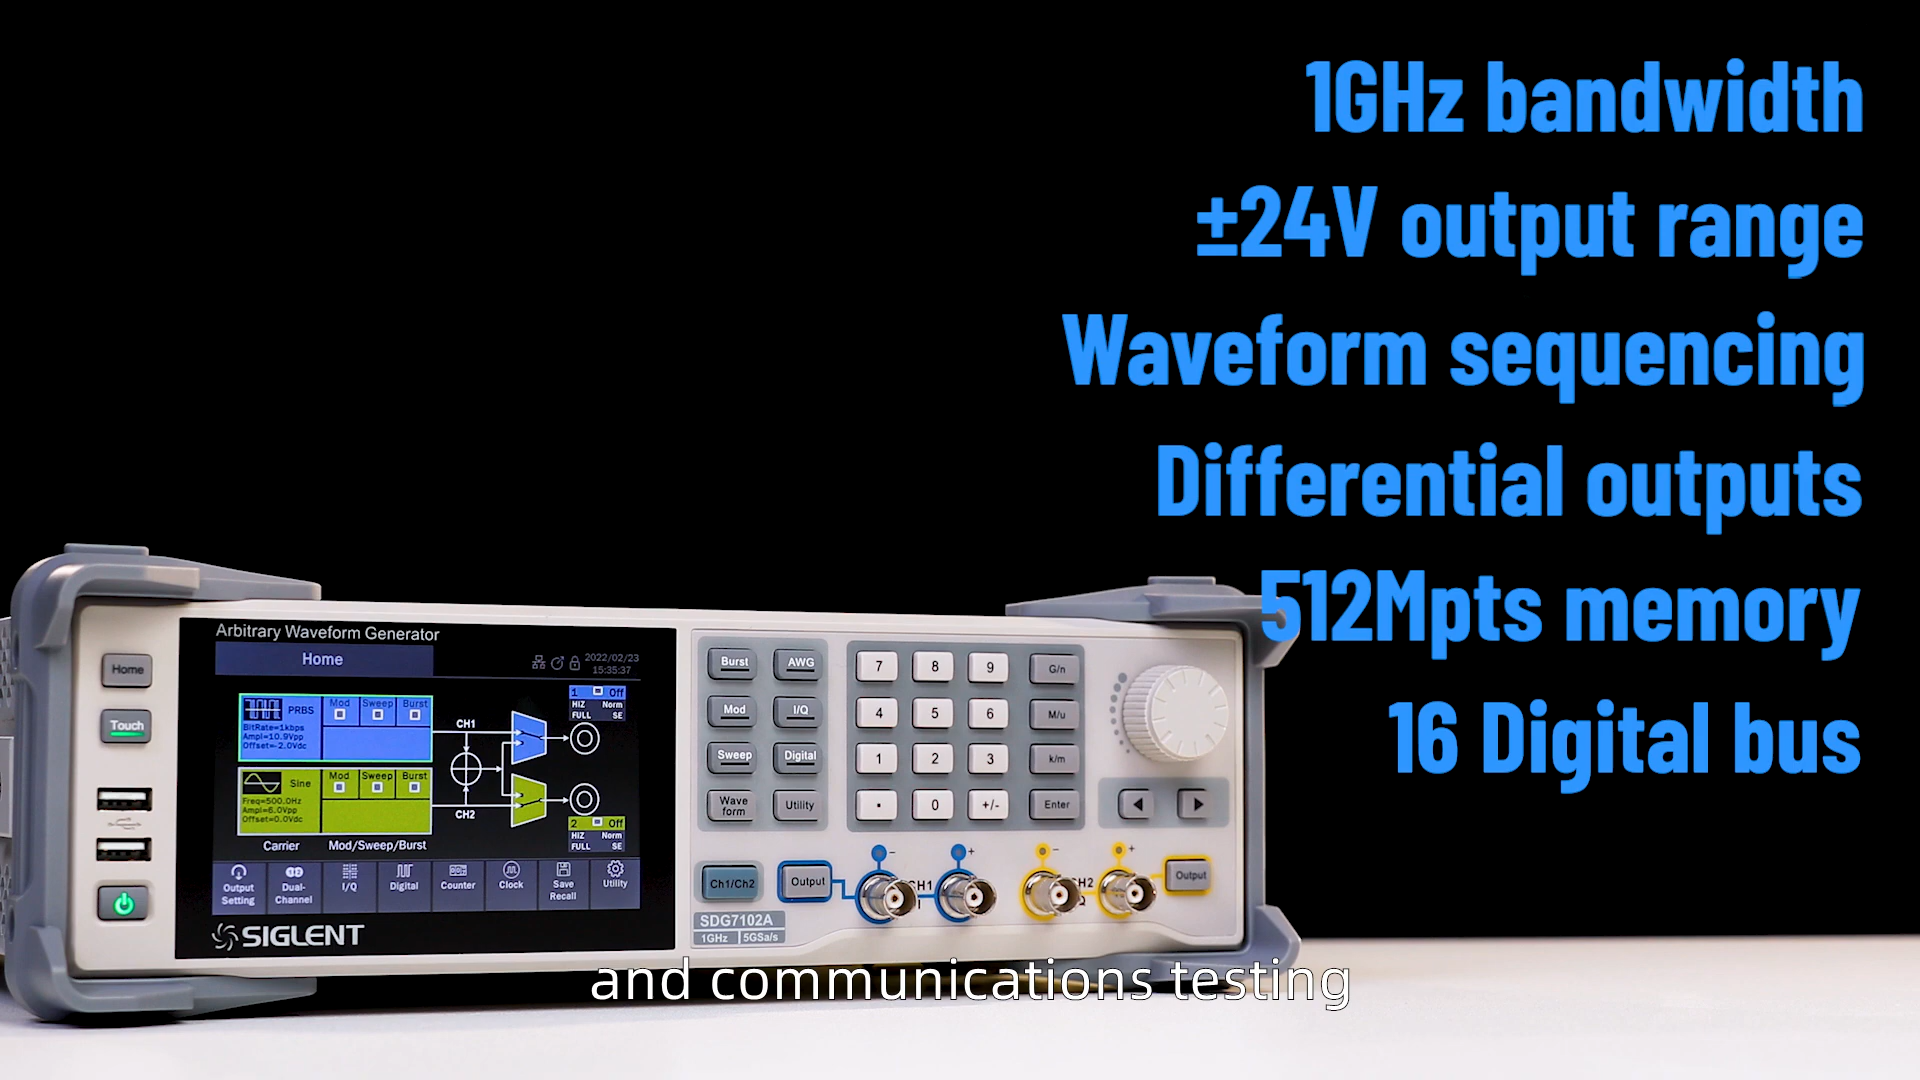 1GHz bandwidth
±24V output range
Waveform sequencing
Differential outputs
512Mpts memory
16 Digital bus
Arbitrary Waveform Generator
Home
2022/02/23
15:35:37
PRBS
Mod Sweep Burst
BitRate=1kbps
Ampl=10.9Vpp
Offset=-2.0Vdc
CH1
1 Off
HiZ Norm
FULL SE
Sine
Mod Sweep Burst
Freq=500.0Hz
Ampl=6.0Vpp
Offset=0.0Vdc
CH2
2 Off
HiZ Norm
FULL SE
Carrier Mod/Sweep/Burst
Output Setting
Dual-Channel
I/Q
Digital
Counter
Clock
Save Recall
Utility
SIGLENT
Home
Touch
Burst AWG
Mod I/Q
Sweep Digital
Wave form Utility
7 8 9 G/n
4 5 6 M/u
1 2 3 k/m
. 0 +/- Enter
Ch1/Ch2 Output
- +
- +
Output
SDG7102A
1GHz 5GSa/s
and communications testing